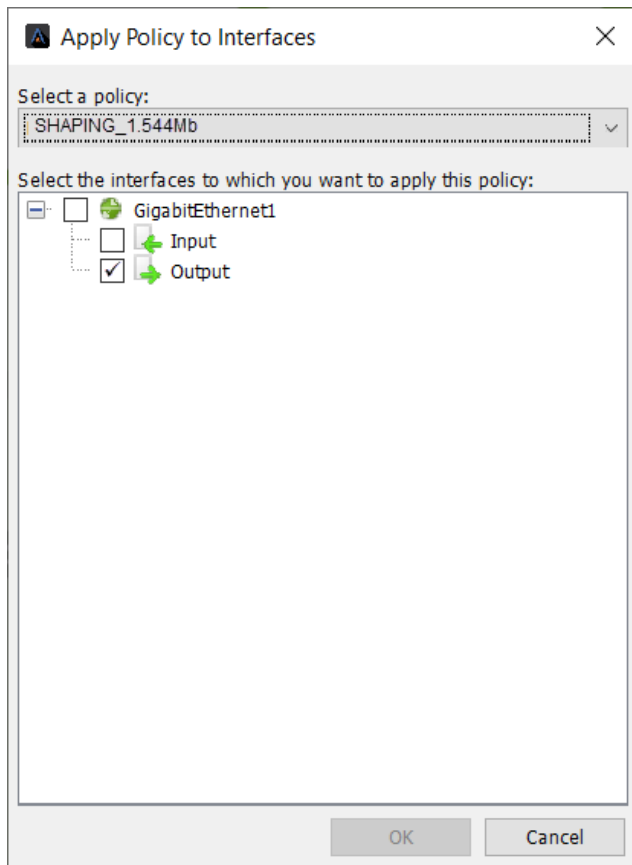 Apply Policy to Interfaces
Select a policy:
SHAPING_1.544Mb
Select the interfaces to which you want to apply this policy:
GigabitEthernet1
Input
Output
OK Cancel